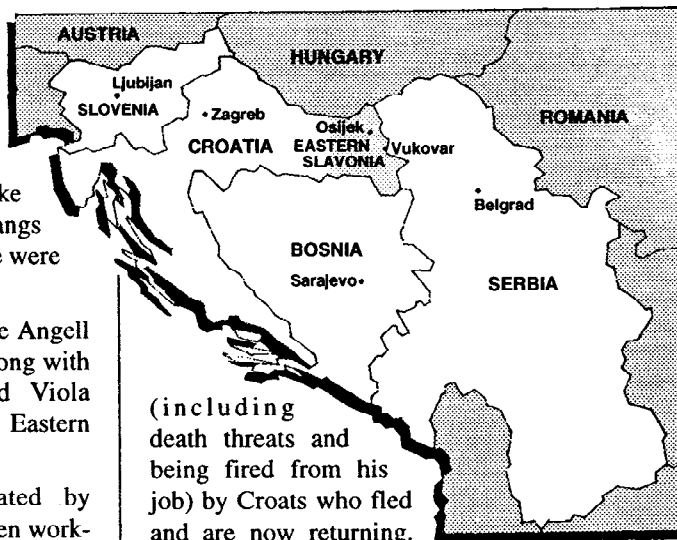 AUSTRIA
HUNGARY
Ljubijan
SLOVENIA
ROMANIA
Zagreb
Osijek
CROATIA
EASTERN
SLAVONIA
Vukovar
Belgrad
BOSNIA
Sarajevo
SERBIA
ke
angs
e were
e Angell
ong with
d Viola
Eastern
ated by
en work-
(including
death threats and
being fired from his
job) by Croats who fled
and are now returning.